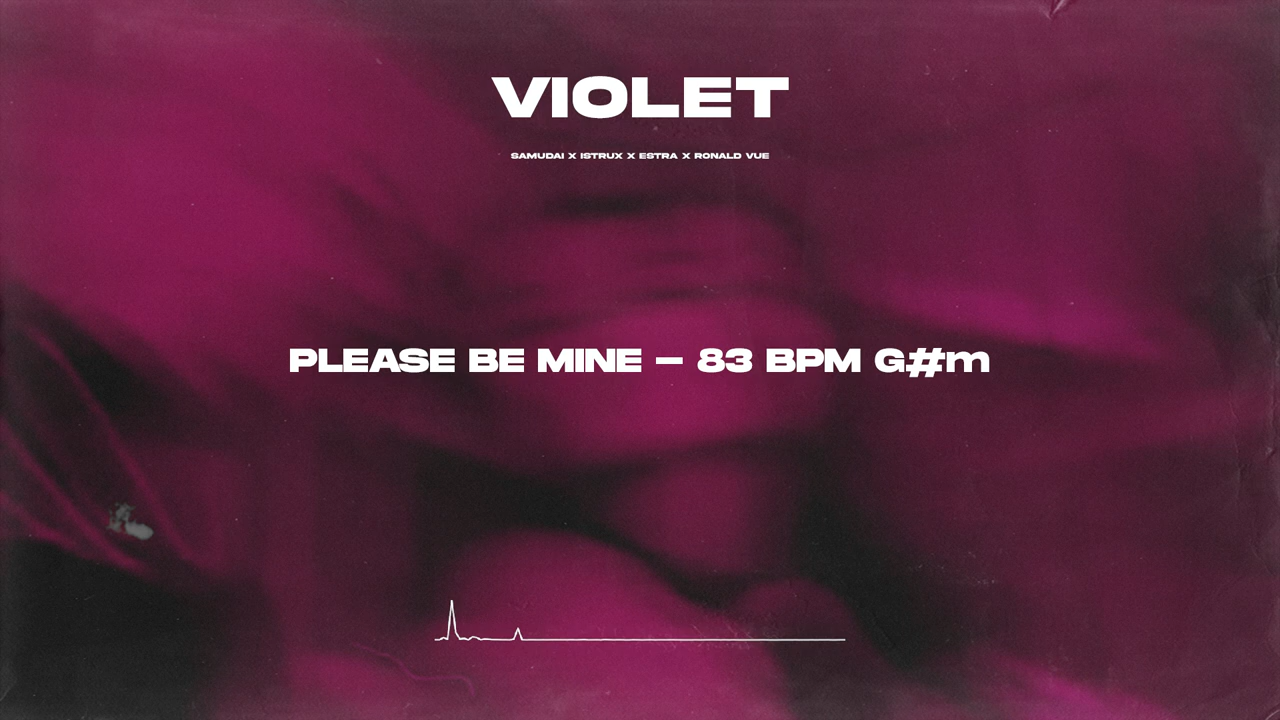 VIOLET
SAMUDAI X ISTRUX X ESTRA X RONALD VUE
PLEASE BE MINE – 83 BPM G#m